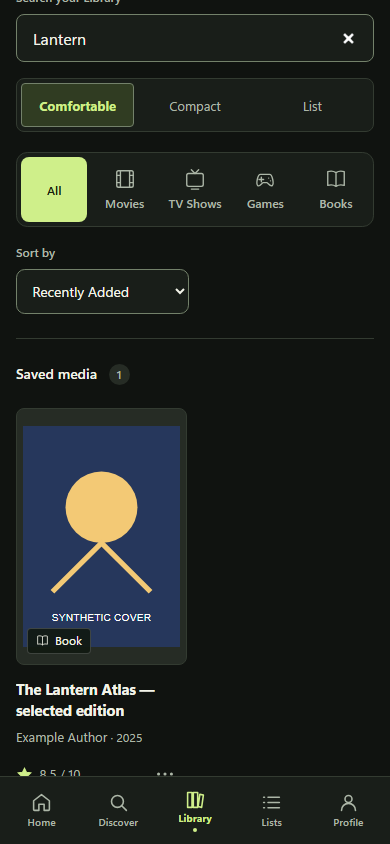 Search your Library
Lantern
Comfortable
Compact
List
All
Movies
TV Shows
Games
Books
Sort by
Recently Added
Saved media 1
SYNTHETIC COVER
Book
The Lantern Atlas —
selected edition
Example Author · 2025
8.5 / 10
Home
Discover
Library
Lists
Profile